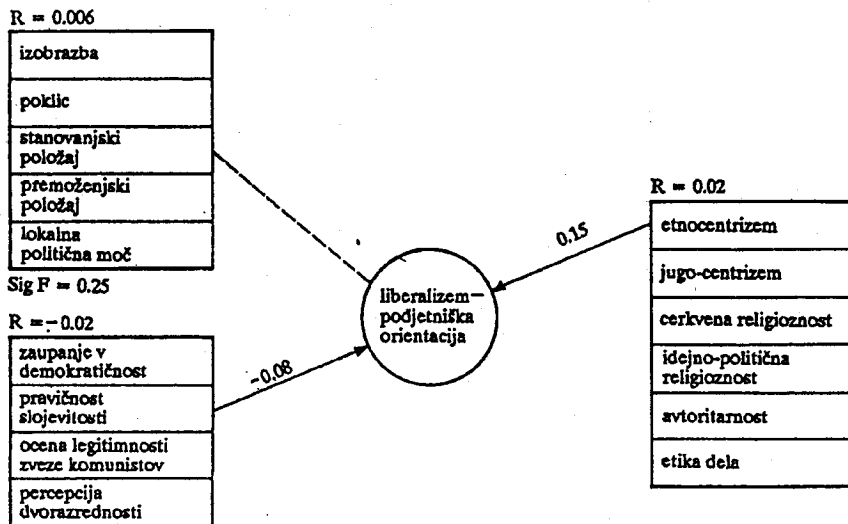 R = 0.006
izobrazba
poklic
stanovanjski
položaj
premoženjski
položaj
lokalna
politična moč
Sig F = 0.25
R = -0.02
zaupanje v
demokratičnost
pravičnost
slojevitosti
ocena legitimnosti
zveze komunistov
percepcija
dvorazrednosti
-0.08
liberalizem—
podjetniška
orientacija
0.15
R = 0.02
etnocentrizem
jugo-centrizem
cerkvena religioznost
idejno-politična
religioznost
avtoritarnost
etika dela